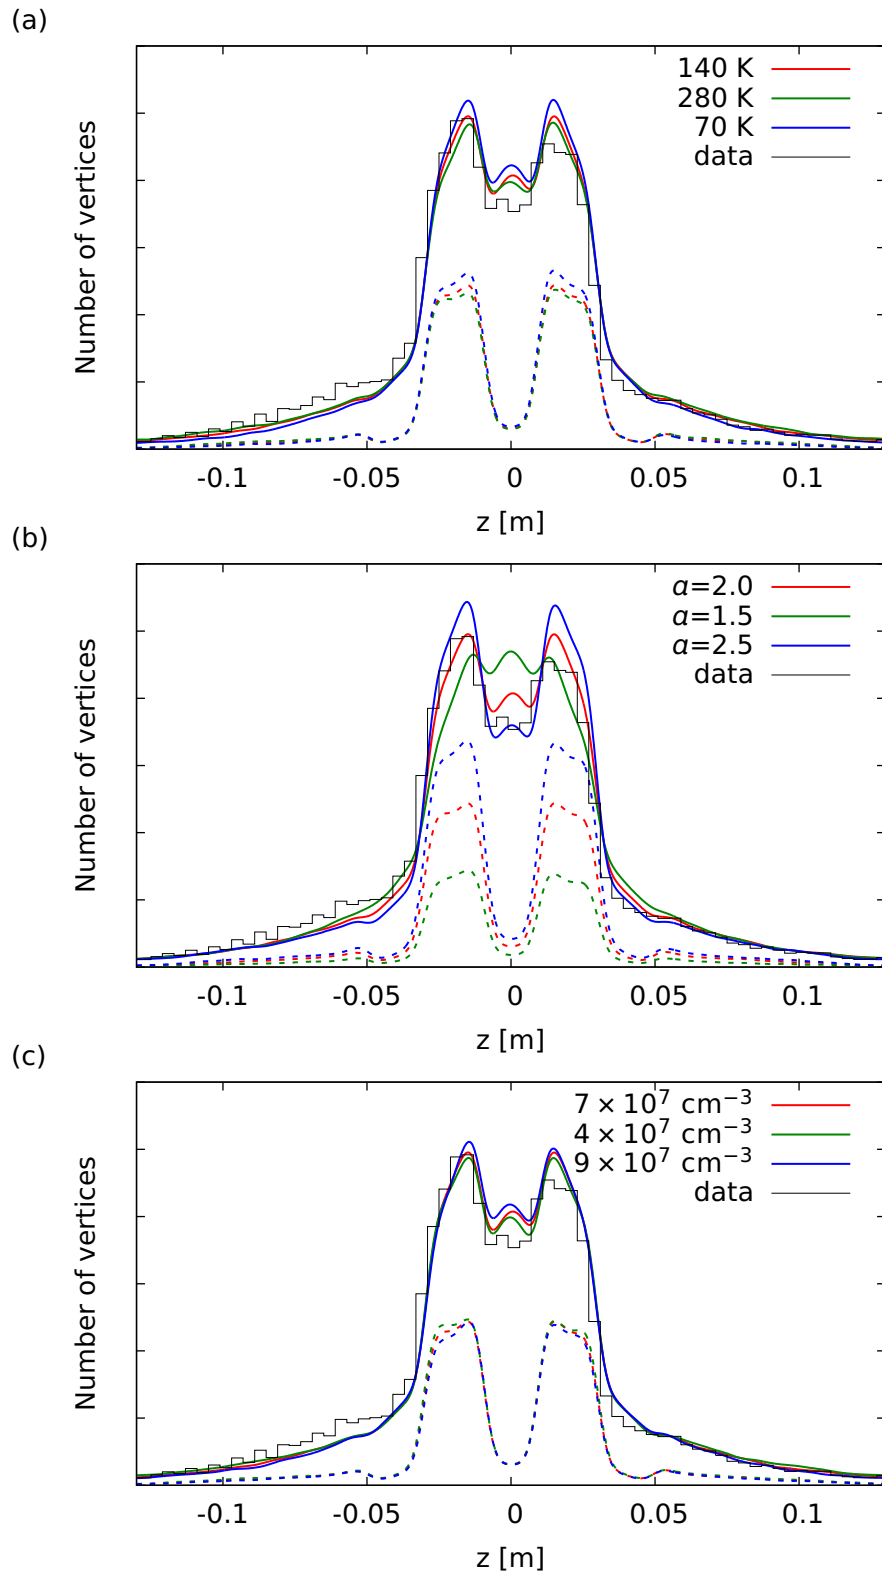 (a)
Number of vertices
140 K
280 K
70 K
data
-0.1 -0.05 0 0.05 0.1
z [m]
(b)
Number of vertices
α=2.0
α=1.5
α=2.5
data
-0.1 -0.05 0 0.05 0.1
z [m]
(c)
Number of vertices
7 × 10⁷ cm⁻³
4 × 10⁷ cm⁻³
9 × 10⁷ cm⁻³
data
-0.1 -0.05 0 0.05 0.1
z [m]